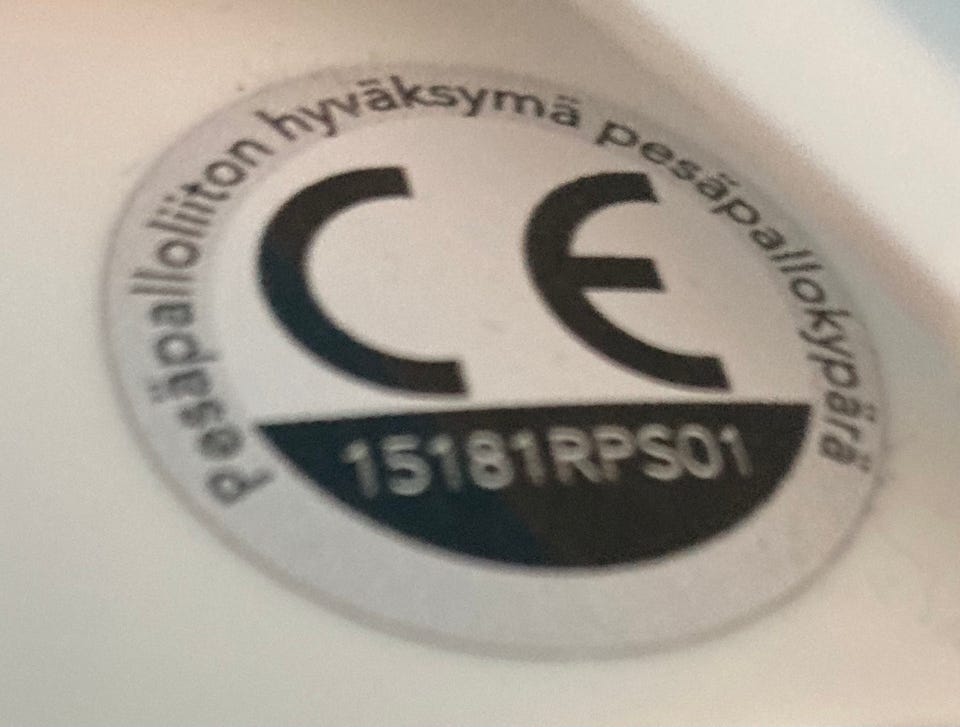 Pesäpalloliiton hyväksymä pesäpallokypärä
CE
15181RPS01